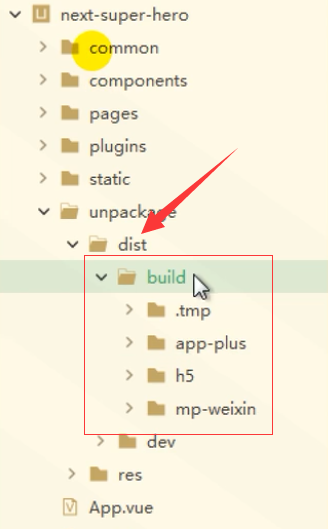 next-super-hero
common
components
pages
plugins
static
unpackage
dist
build
.tmp
app-plus
h5
mp-weixin
dev
res
App.vue